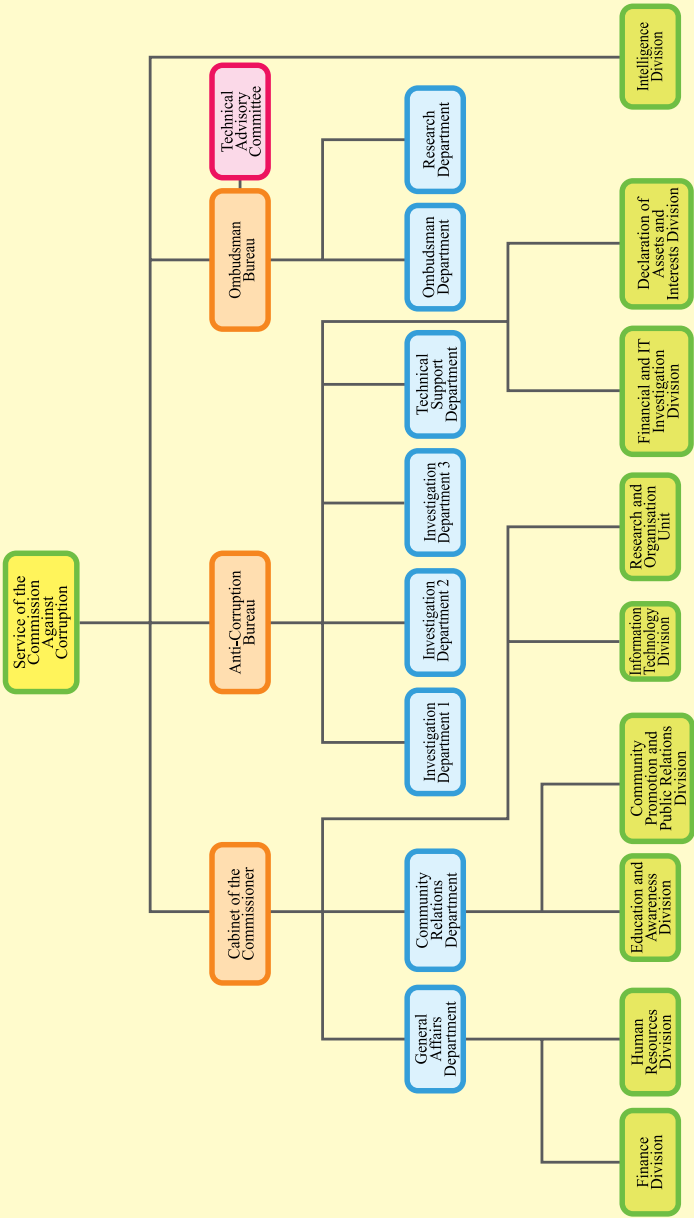 Service of the
Commission
Against
Corruption
Cabinet of the
Commissioner
Anti-Corruption
Bureau
Ombudsman
Bureau
Technical
Advisory
Committee
General
Affairs
Department
Community
Relations
Department
Investigation
Department 1
Investigation
Department 2
Investigation
Department 3
Technical
Support
Department
Ombudsman
Department
Research
Department
Finance
Division
Human
Resources
Division
Education and
Awareness
Division
Community
Promotion and
Public Relations
Division
Information
Technology
Division
Research and
Organisation
Unit
Financial and IT
Investigation
Division
Declaration of
Assets and
Interests Division
Intelligence
Division